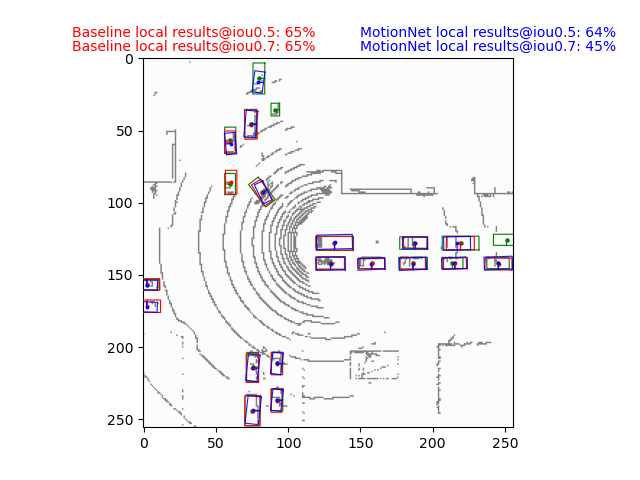 Baseline local results@iou0.5: 65%
MotionNet local results@iou0.5: 64%
Baseline local results@iou0.7: 65%
MotionNet local results@iou0.7: 45%
0
50
100
150
200
250
0 50 100 150 200 250